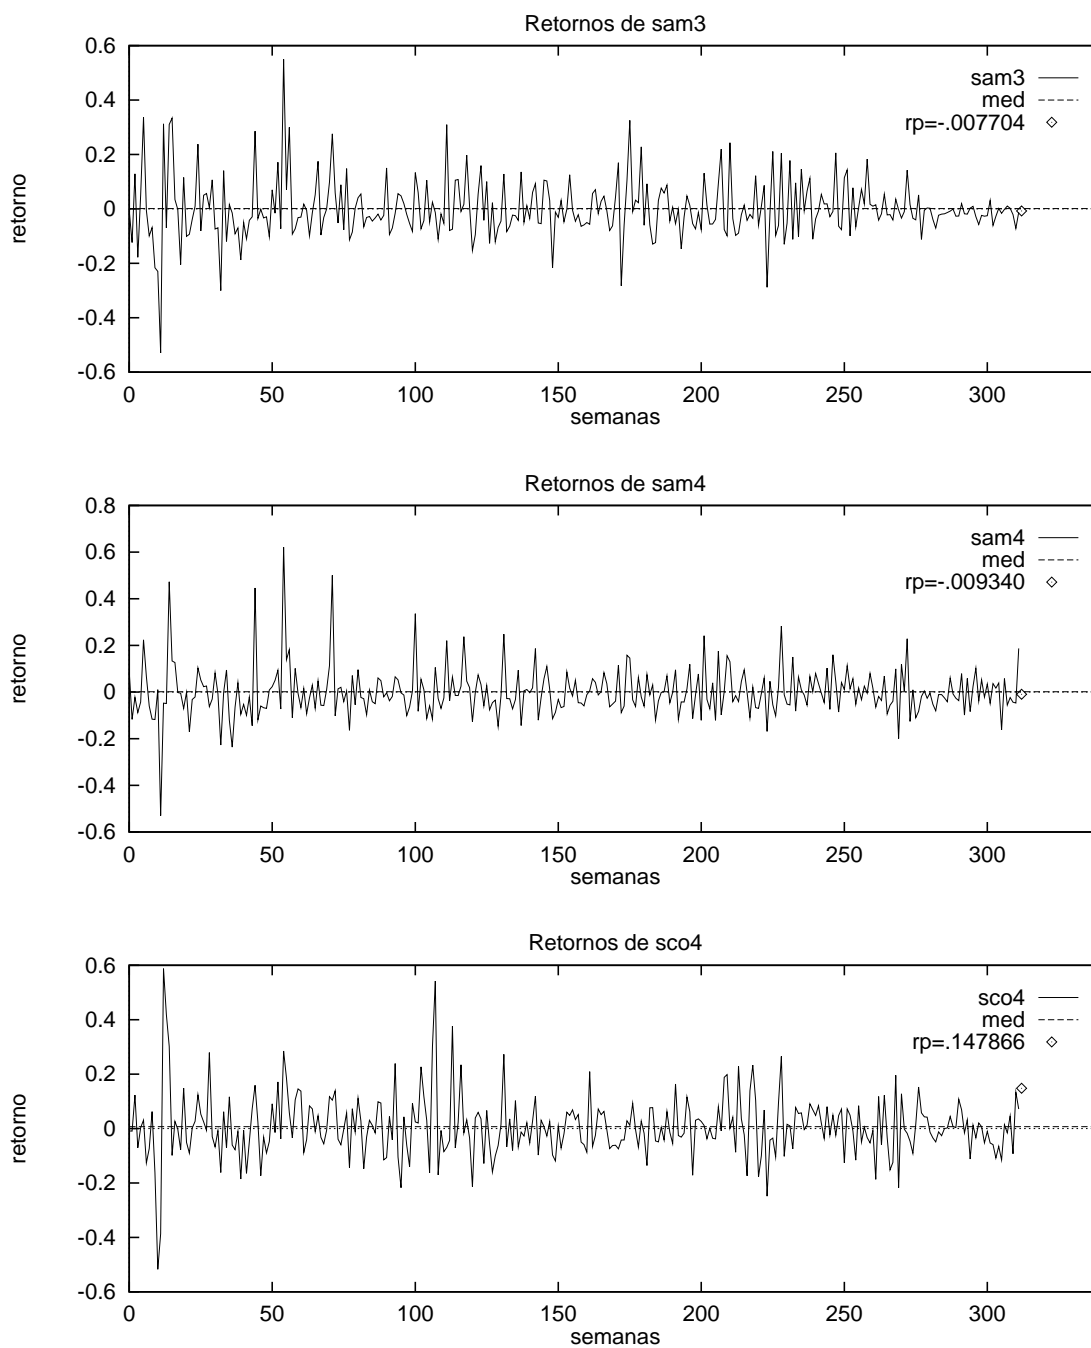 Retornos de sam3
0.6
sam3
0.4
med
rp=-.007704
0.2
retorno
0
-0.2
-0.4
-0.6
0 50 100 150 200 250 300
semanas
Retornos de sam4
0.8
sam4
0.6
med
rp=-.009340
0.4
0.2
retorno
0
-0.2
-0.4
-0.6
0 50 100 150 200 250 300
semanas
Retornos de sco4
0.6
sco4
0.4
med
rp=.147866
0.2
retorno
0
-0.2
-0.4
-0.6
0 50 100 150 200 250 300
semanas